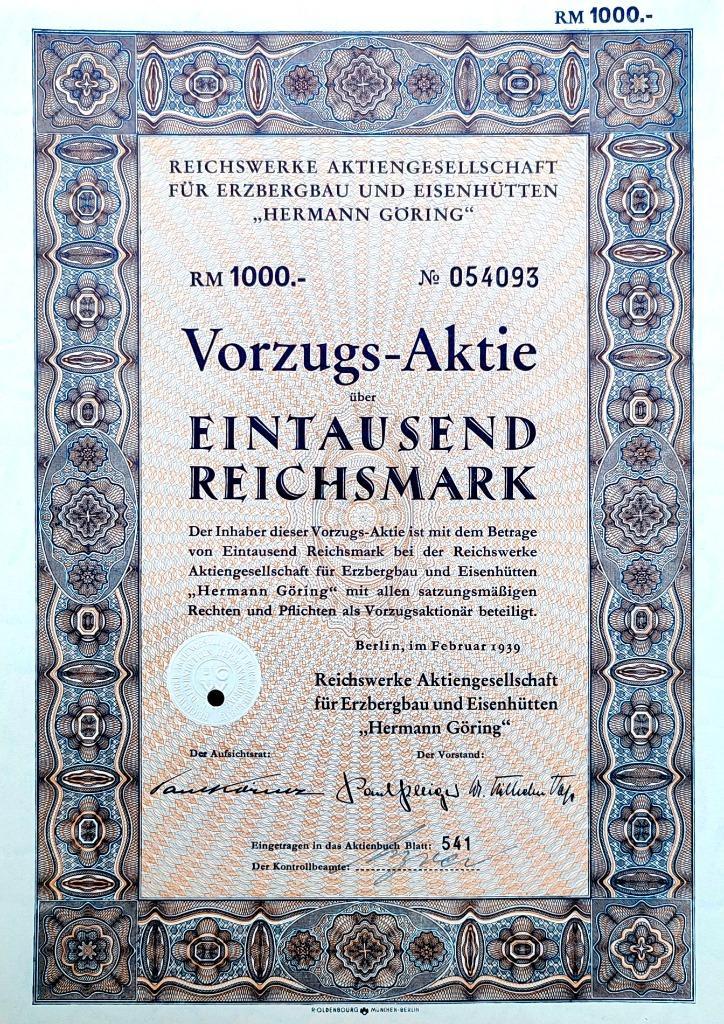 RM 1000.-
REICHSWERKE AKTIENGESELLSCHAFT
FÜR ERZBERGBAU UND EISENHÜTTEN
„HERMANN GÖRING“
RM 1000.-
№ 054093
Vorzugs-Aktie
über
EINTAUSEND
REICHSMARK
Der Inhaber dieser Vorzugs-Aktie ist mit dem Betrage
von Eintausend Reichsmark bei der Reichswerke
Aktiengesellschaft für Erzbergbau und Eisenhütten
„Hermann Göring“ mit allen satzungsmäßigen
Rechten und Pflichten als Vorzugsaktionär beteiligt.
Berlin, im Februar 1939
Reichswerke Aktiengesellschaft
für Erzbergbau und Eisenhütten
„Hermann Göring“
Der Aufsichtsrat:
Der Vorstand:
Eingetragen in das Aktienbuch Blatt: 541
Der Kontrollbeamte:
R·OLDENBOURG MÜNCHEN-BERLIN